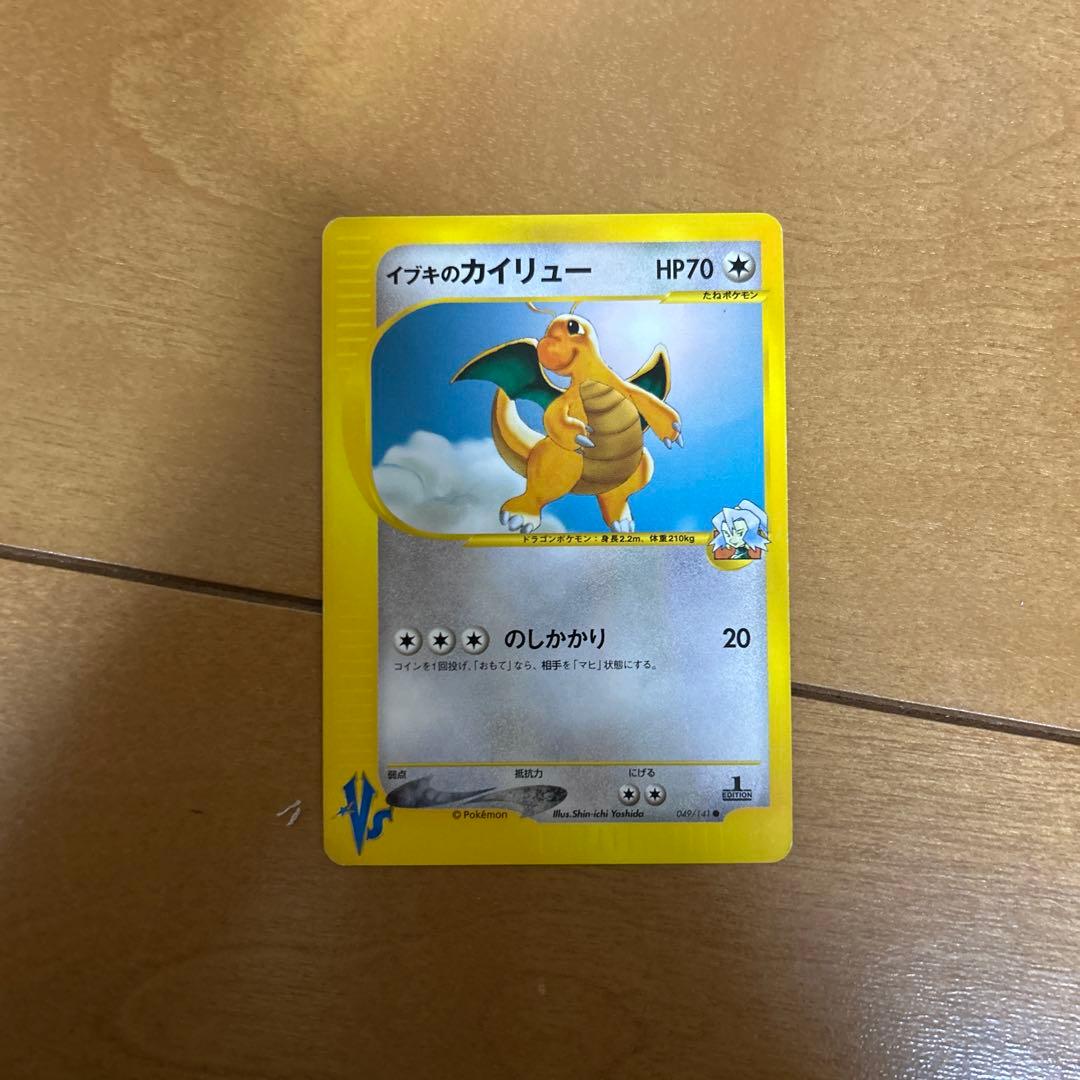 イブキのカイリュー HP70
たねポケモン
ドラゴンポケモン：身長2.2m、体重210kg
のしかかり 20
コインを1回投げ、「おもて」なら、相手を「マヒ」状態にする。
弱点 抵抗力 にげる
1
EDITION
VS
©Pokémon Illus.Shin-ichi Yoshida 049/141 ●